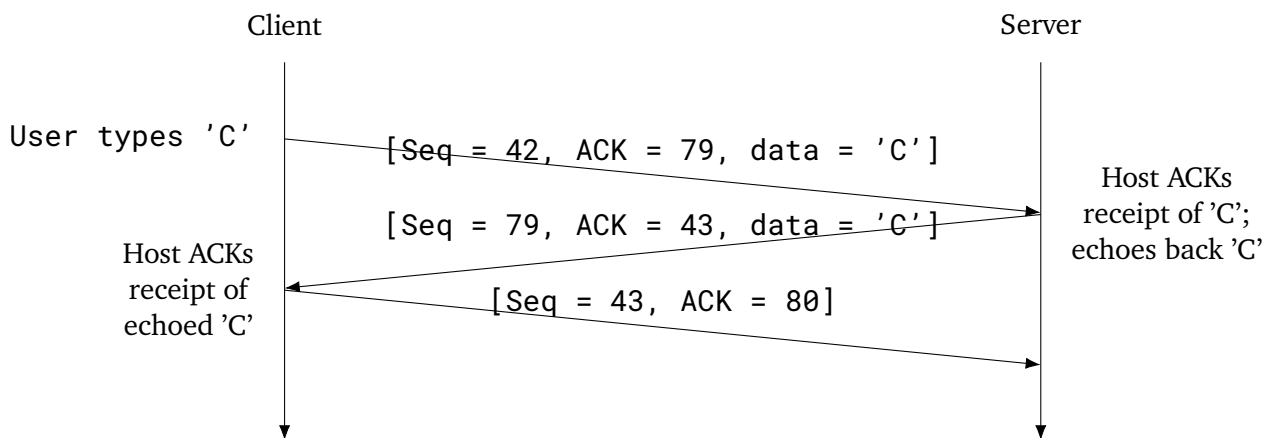 Client
Server
User types ’C’
[Seq = 42, ACK = 79, data = ’C’]
Host ACKs
receipt of ’C’;
echoes back ’C’
[Seq = 79, ACK = 43, data = ’C’]
Host ACKs
receipt of
echoed ’C’
[Seq = 43, ACK = 80]